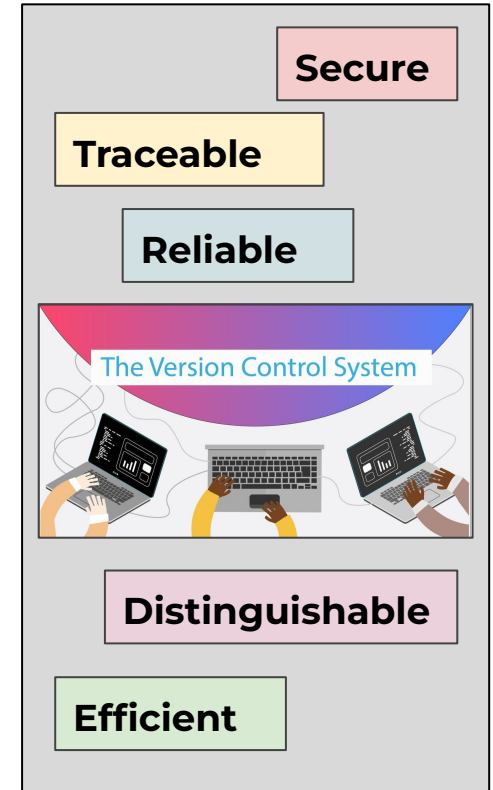 Secure
Traceable
Reliable
The Version Control System
Distinguishable
Efficient